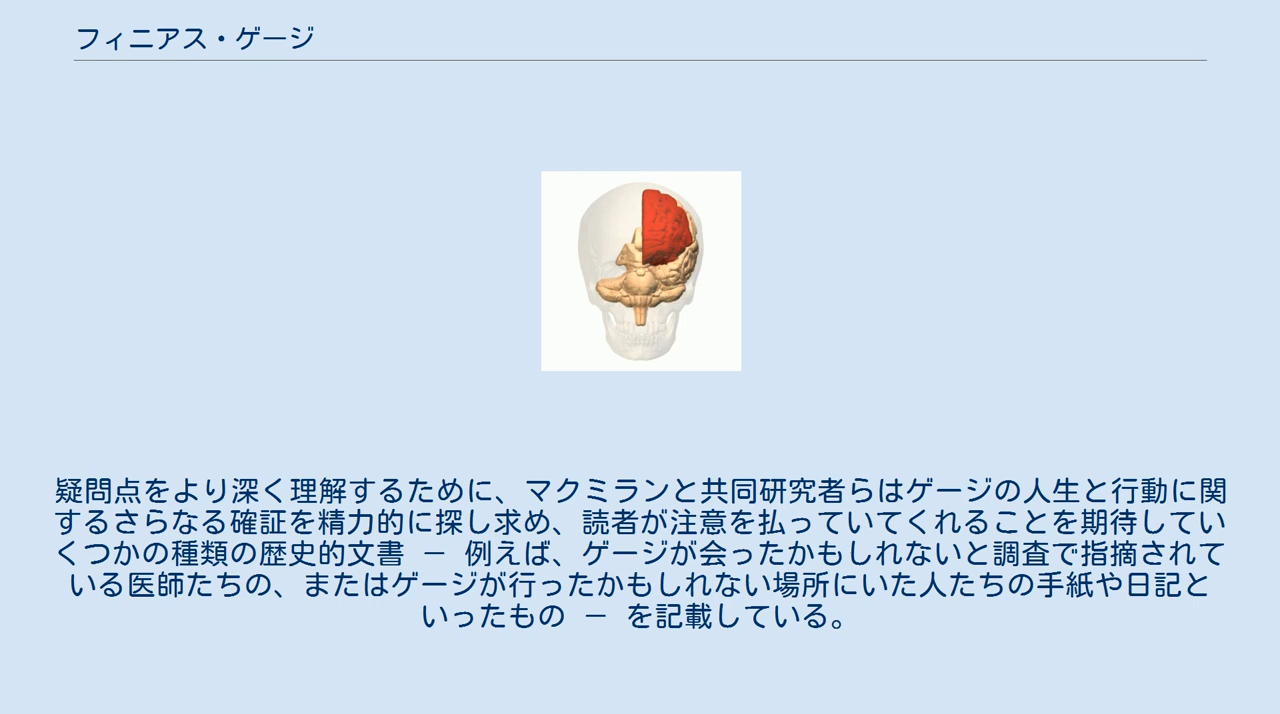 フィニアス・ゲージ
疑問点をより深く理解するために、マクミランと共同研究者らはゲージの人生と行動に関
するさらなる確証を精力的に探し求め、読者が注意を払っていてくれることを期待してい
くつかの種類の歴史的文書 － 例えば、ゲージが会ったかもしれないと調査で指摘されて
いる医師たちの、またはゲージが行ったかもしれない場所にいた人たちの手紙や日記と
いったもの － を記載している。